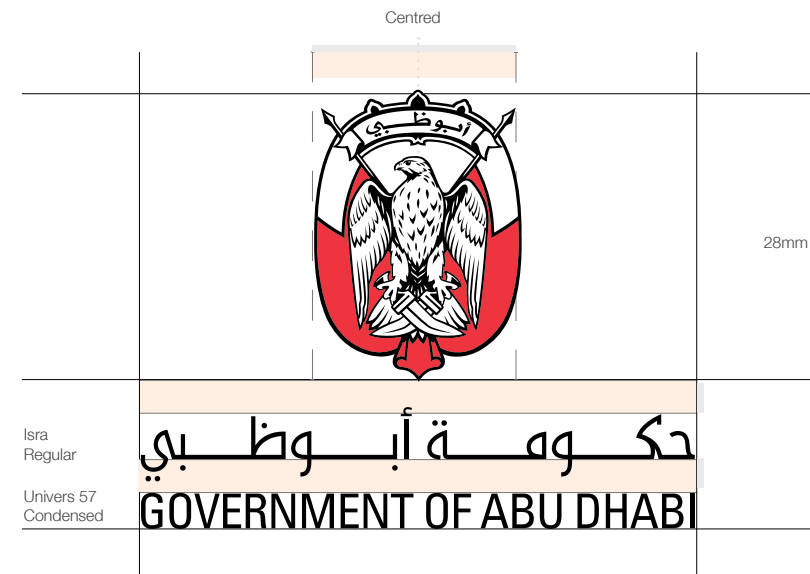 Centred
أبوظبي
28mm
Isra
Regular
حكومة أبوظبي
Univers 57
Condensed
GOVERNMENT OF ABU DHABI